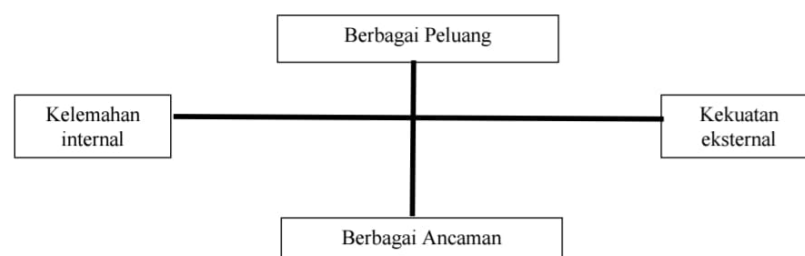 Berbagai Peluang
Kelemahan
internal
Kekuatan
eksternal
Berbagai Ancaman